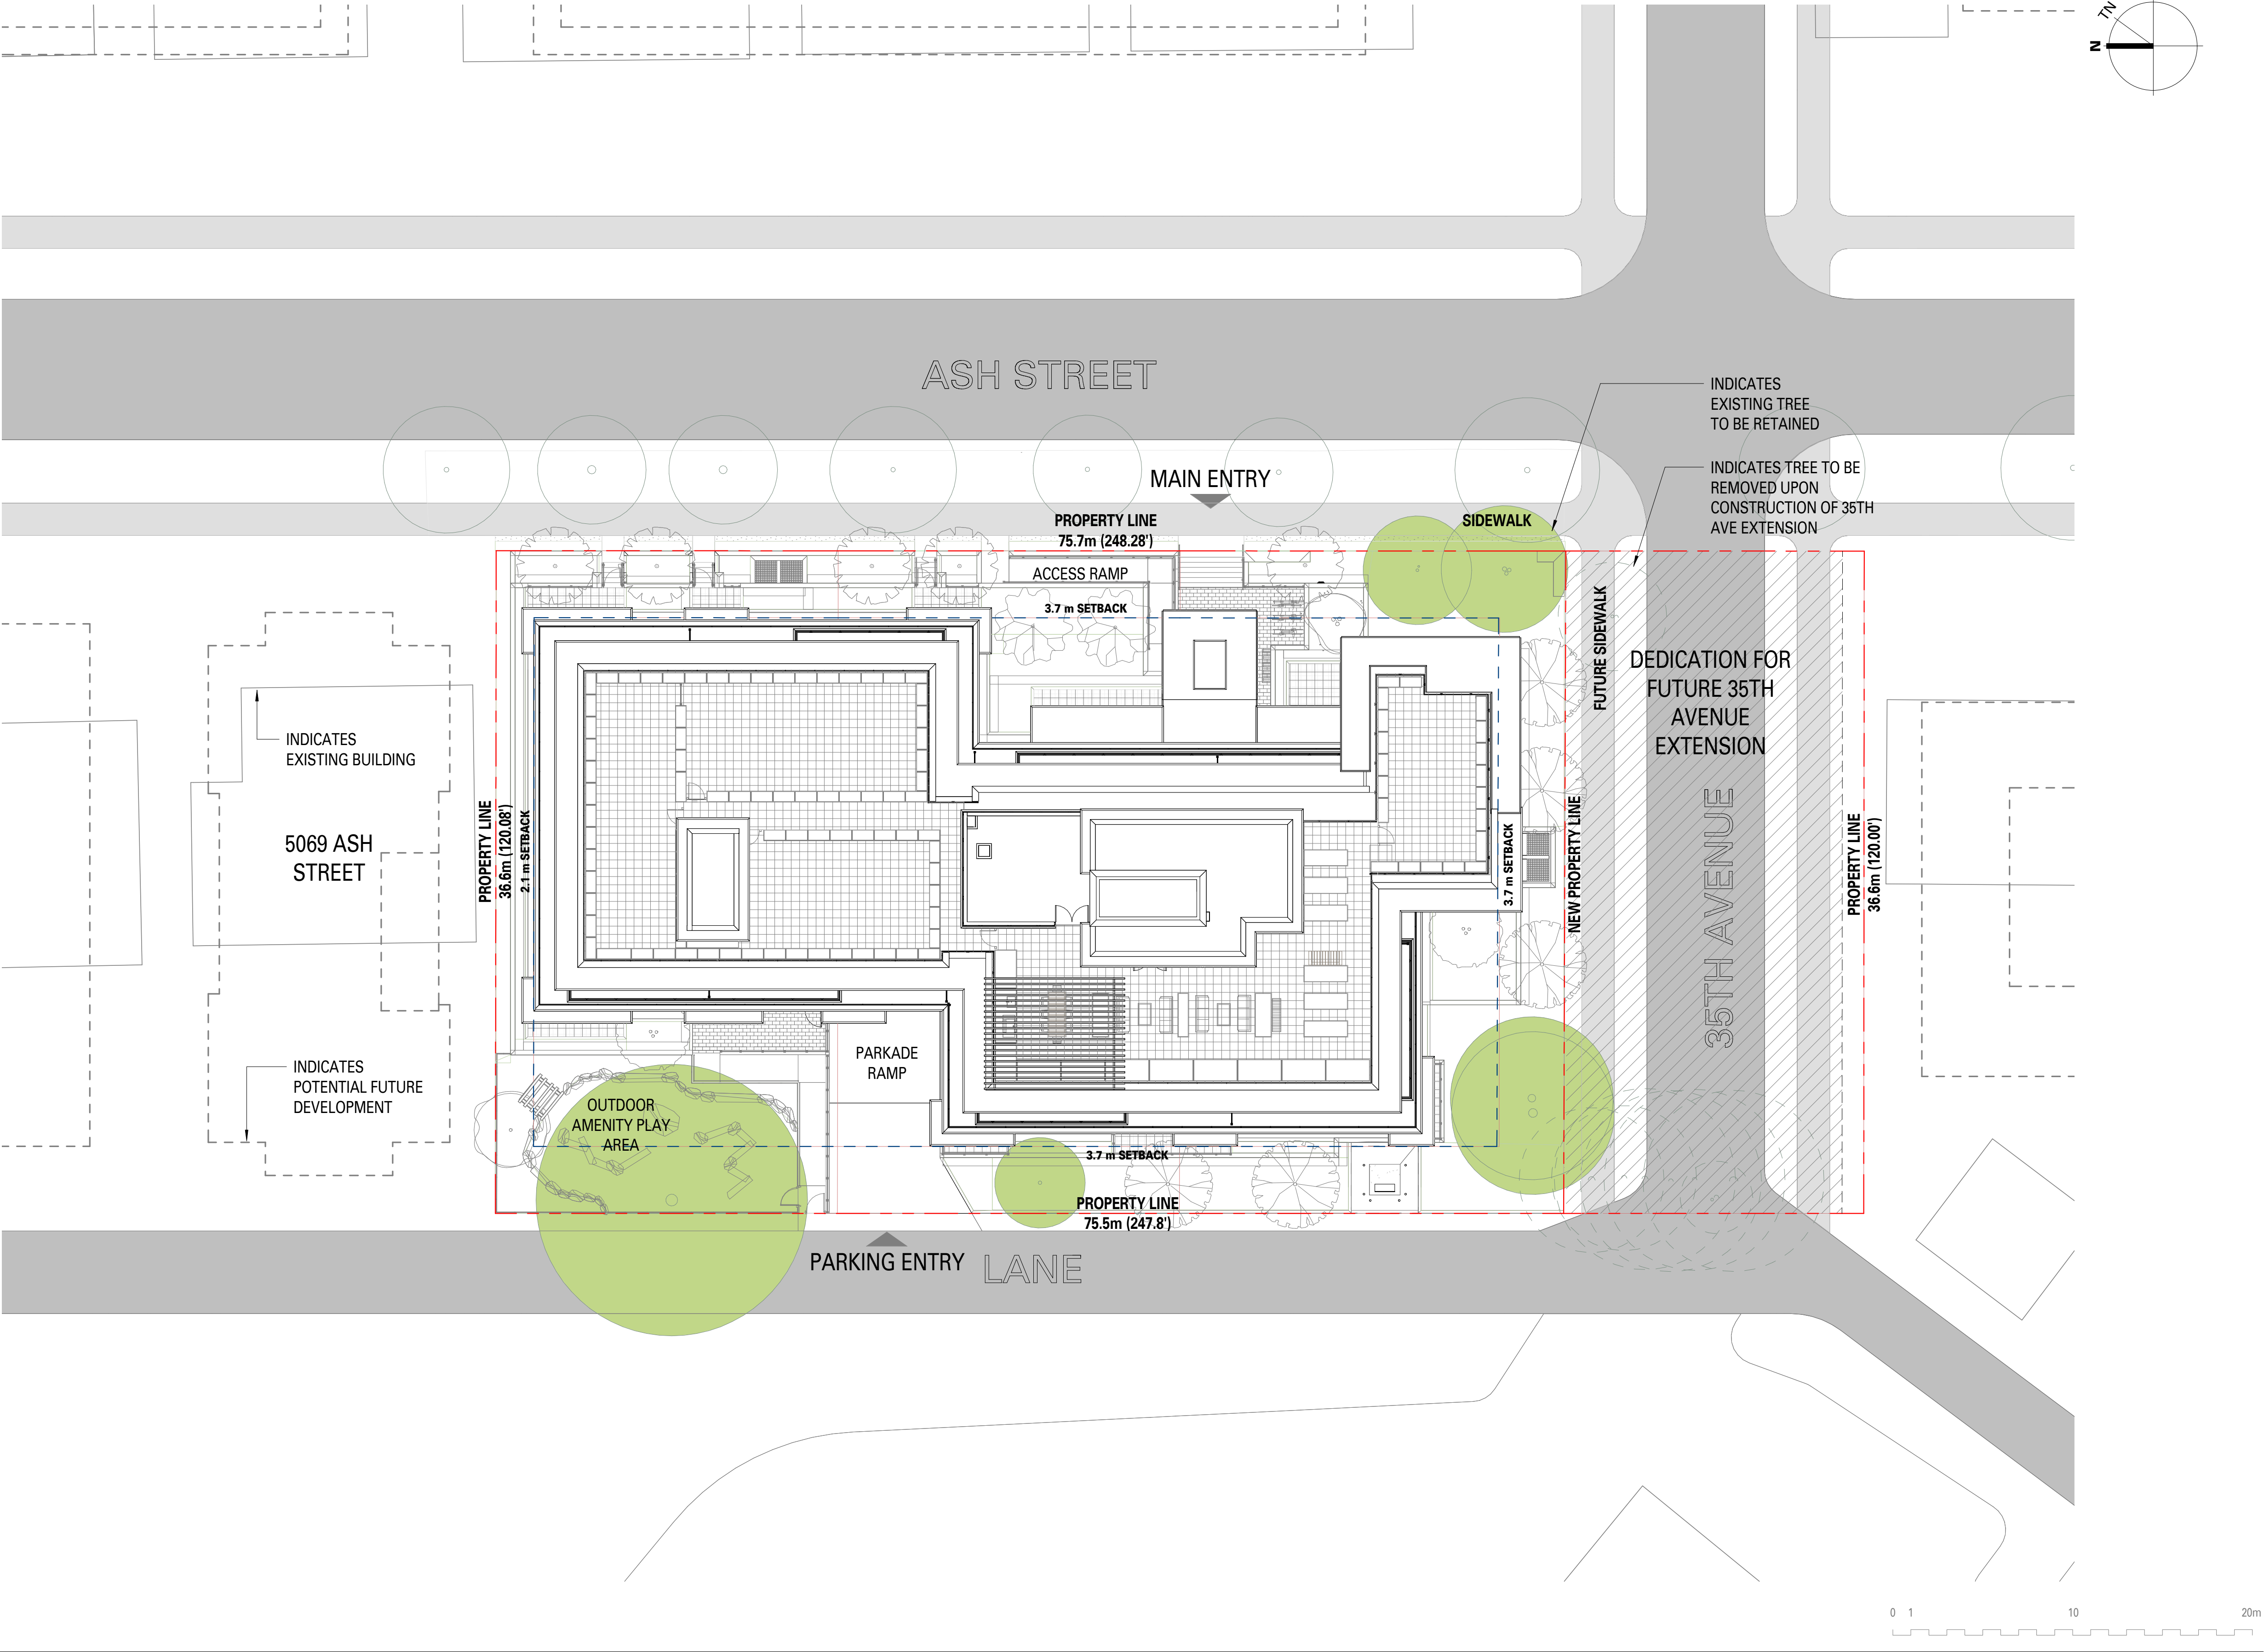 TN
N
ASH STREET
INDICATES
EXISTING TREE
TO BE RETAINED
INDICATES TREE TO BE
REMOVED UPON
CONSTRUCTION OF 35TH
AVE EXTENSION
MAIN ENTRY
PROPERTY LINE
75.7m (248.28')
SIDEWALK
ACCESS RAMP
3.7 m SETBACK
FUTURE SIDEWALK
DEDICATION FOR
FUTURE 35TH
AVENUE
EXTENSION
INDICATES
EXISTING BUILDING
5069 ASH
STREET
PROPERTY LINE
36.6m (120.08')
2.1 m SETBACK
3.7 m SETBACK
NEW PROPERTY LINE
35TH AVENUE
PROPERTY LINE
36.6m (120.00')
INDICATES
POTENTIAL FUTURE
DEVELOPMENT
PARKADE
RAMP
OUTDOOR
AMENITY PLAY
AREA
3.7 m SETBACK
PROPERTY LINE
75.5m (247.8')
PARKING ENTRY
LANE
0 1 10 20m